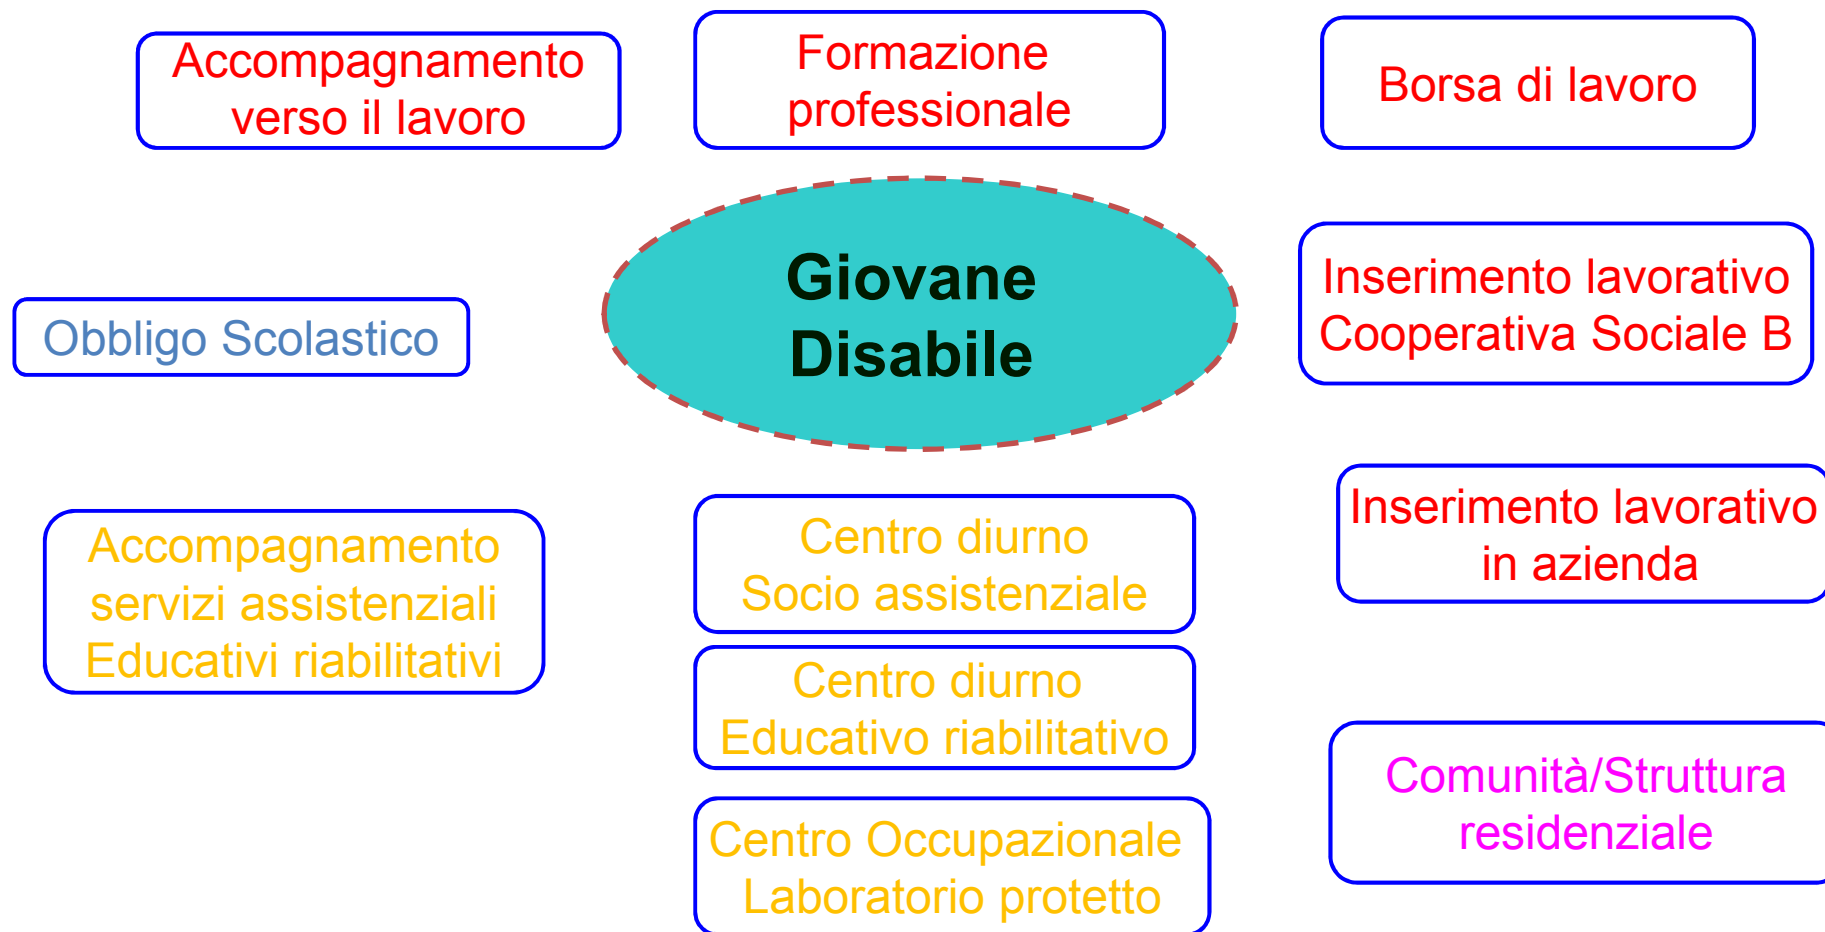 Accompagnamento
verso il lavoro
Formazione
professionale
Borsa di lavoro
Giovane
Disabile
Inserimento lavorativo
Cooperativa Sociale B
Obbligo Scolastico
Inserimento lavorativo
in azienda
Accompagnamento
servizi assistenziali
Educativi riabilitativi
Centro diurno
Socio assistenziale
Centro diurno
Educativo riabilitativo
Comunità/Struttura
residenziale
Centro Occupazionale
Laboratorio protetto